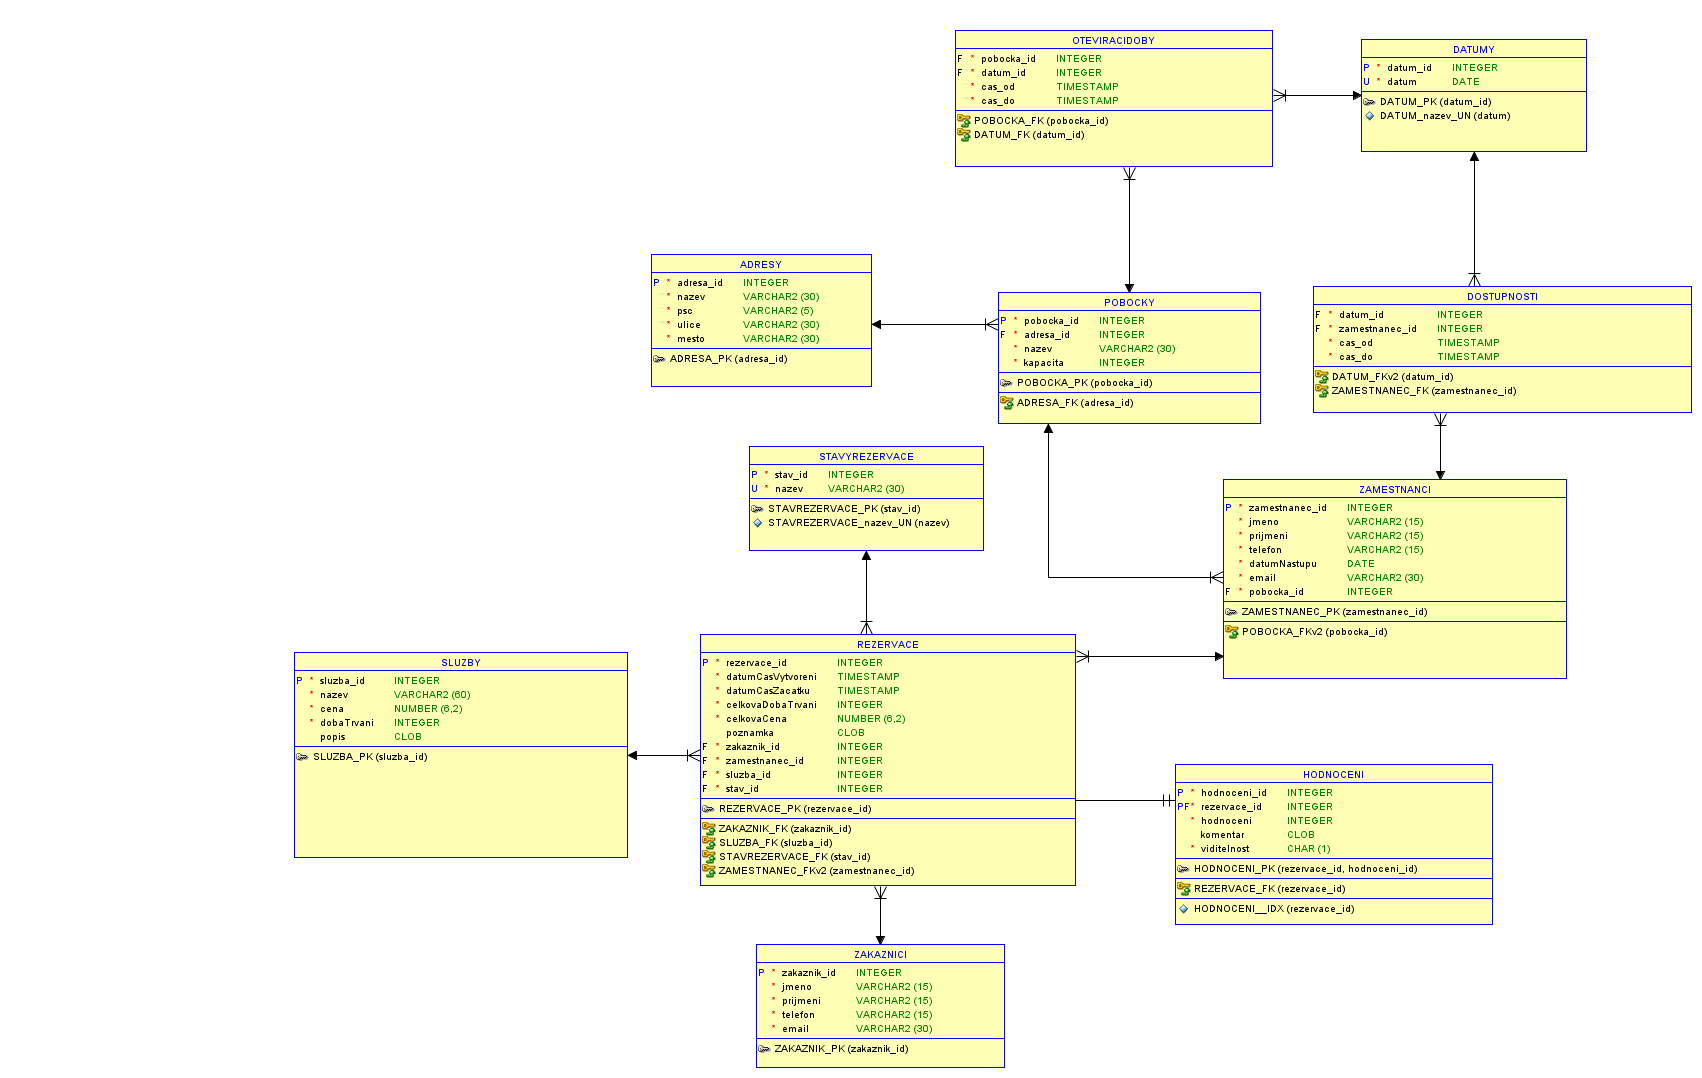 OTEVIRACIDOBY
F * pobocka_id INTEGER
F * datum_id INTEGER
* cas_od TIMESTAMP
* cas_do TIMESTAMP
POBOCKA_FK (pobocka_id)
DATUM_FK (datum_id)
DATUMY
P * datum_id INTEGER
U * datum DATE
DATUM_PK (datum_id)
DATUM_nazev_UN (datum)
ADRESY
P * adresa_id INTEGER
* nazev VARCHAR2 (30)
* psc VARCHAR2 (5)
* ulice VARCHAR2 (30)
* mesto VARCHAR2 (30)
ADRESA_PK (adresa_id)
POBOCKY
P * pobocka_id INTEGER
F * adresa_id INTEGER
* nazev VARCHAR2 (30)
* kapacita INTEGER
POBOCKA_PK (pobocka_id)
ADRESA_FK (adresa_id)
DOSTUPNOSTI
F * datum_id INTEGER
F * zamestnanec_id INTEGER
* cas_od TIMESTAMP
* cas_do TIMESTAMP
DATUM_FKv2 (datum_id)
ZAMESTNANEC_FK (zamestnanec_id)
STAVYREZERVACE
P * stav_id INTEGER
U * nazev VARCHAR2 (30)
STAVREZERVACE_PK (stav_id)
STAVREZERVACE_nazev_UN (nazev)
ZAMESTNANCI
P * zamestnanec_id INTEGER
* jmeno VARCHAR2 (15)
* prijmeni VARCHAR2 (15)
* telefon VARCHAR2 (15)
* datumNastupu DATE
* email VARCHAR2 (30)
F * pobocka_id INTEGER
ZAMESTNANEC_PK (zamestnanec_id)
POBOCKA_FKv2 (pobocka_id)
SLUZBY
P * sluzba_id INTEGER
* nazev VARCHAR2 (60)
* cena NUMBER (6,2)
* dobaTrvani INTEGER
popis CLOB
SLUZBA_PK (sluzba_id)
REZERVACE
P * rezervace_id INTEGER
* datumCasVytvoreni TIMESTAMP
* datumCasZacatku TIMESTAMP
* celkovaDobaTrvani INTEGER
* celkovaCena NUMBER (6,2)
poznamka CLOB
F * zakaznik_id INTEGER
F * zamestnanec_id INTEGER
F * sluzba_id INTEGER
F * stav_id INTEGER
REZERVACE_PK (rezervace_id)
ZAKAZNIK_FK (zakaznik_id)
SLUZBA_FK (sluzba_id)
STAVREZERVACE_FK (stav_id)
ZAMESTNANEC_FKv2 (zamestnanec_id)
HODNOCENI
P * hodnoceni_id INTEGER
PF* rezervace_id INTEGER
* hodnoceni INTEGER
komentar CLOB
* viditelnost CHAR (1)
HODNOCENI_PK (rezervace_id, hodnoceni_id)
REZERVACE_FK (rezervace_id)
HODNOCENI__IDX (rezervace_id)
ZAKAZNICI
P * zakaznik_id INTEGER
* jmeno VARCHAR2 (15)
* prijmeni VARCHAR2 (15)
* telefon VARCHAR2 (15)
* email VARCHAR2 (30)
ZAKAZNIK_PK (zakaznik_id)